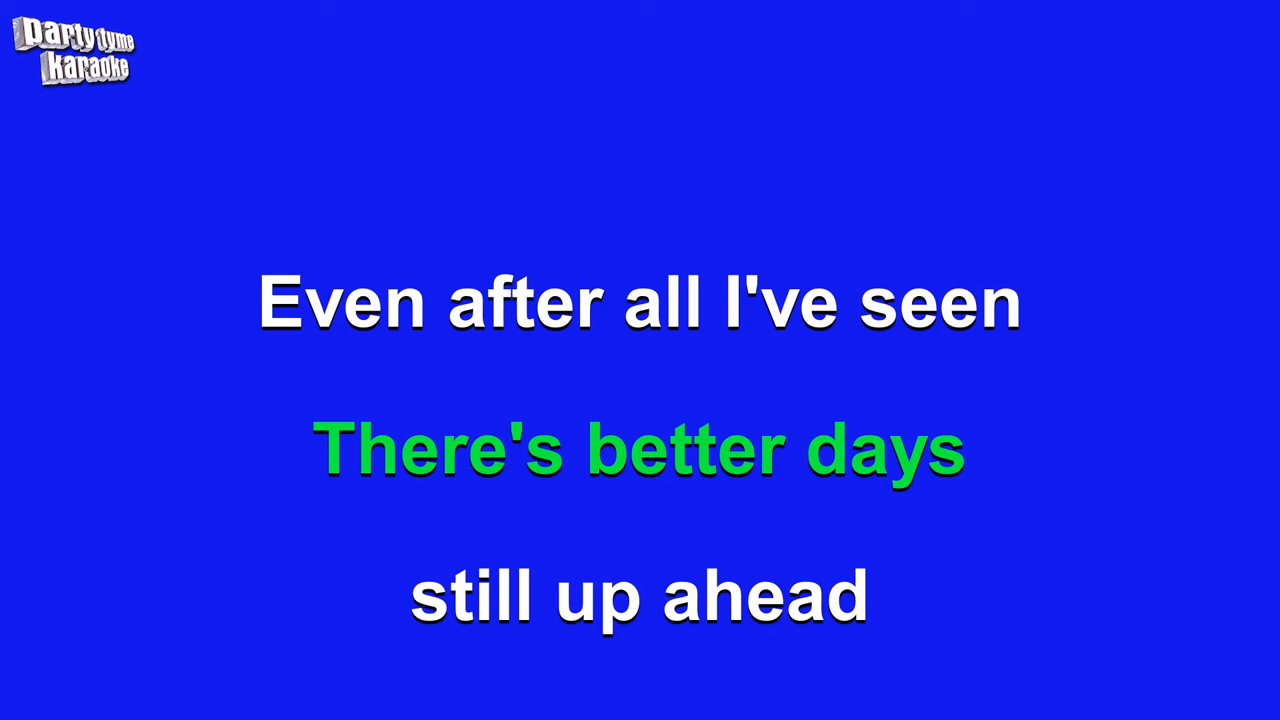 party tyme
karaoke
Even after all I've seen
There's better days
still up ahead